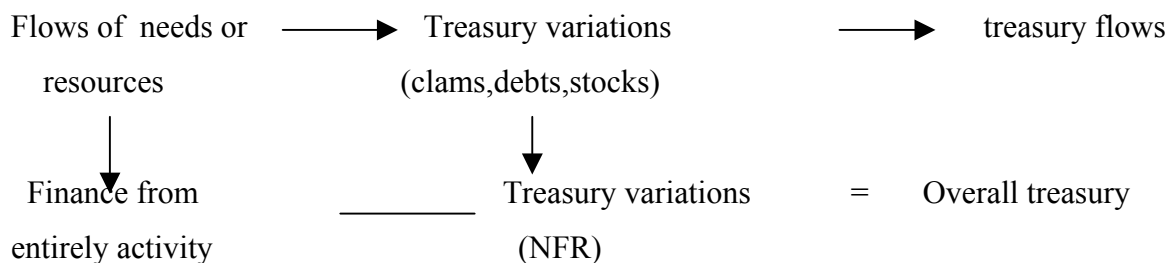 Flows of needs or Treasury variations treasury flows
resources (clams,debts,stocks)
Finance from Treasury variations = Overall treasury
entirely activity (NFR)